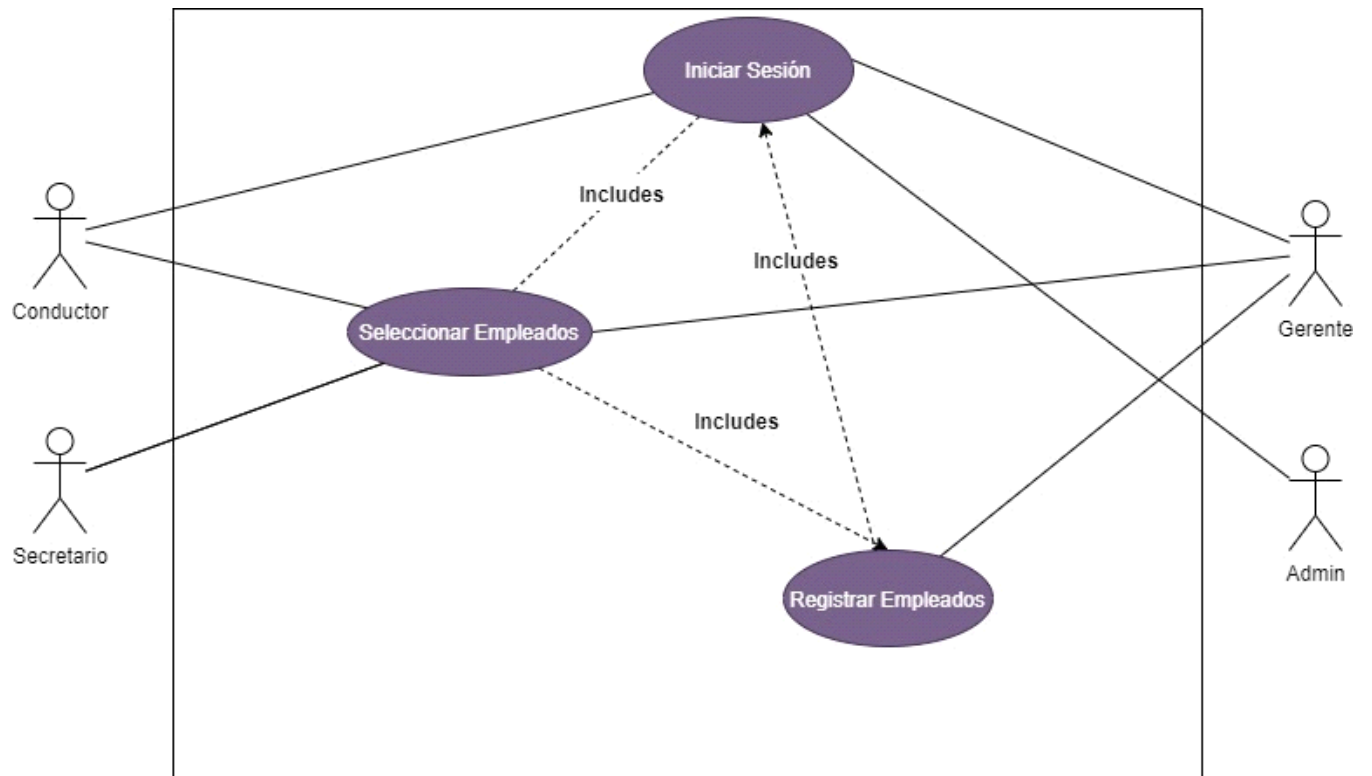 Iniciar Sesión
Includes
Includes
Conductor
Seleccionar Empleados
Gerente
Includes
Secretario
Admin
Registrar Empleados